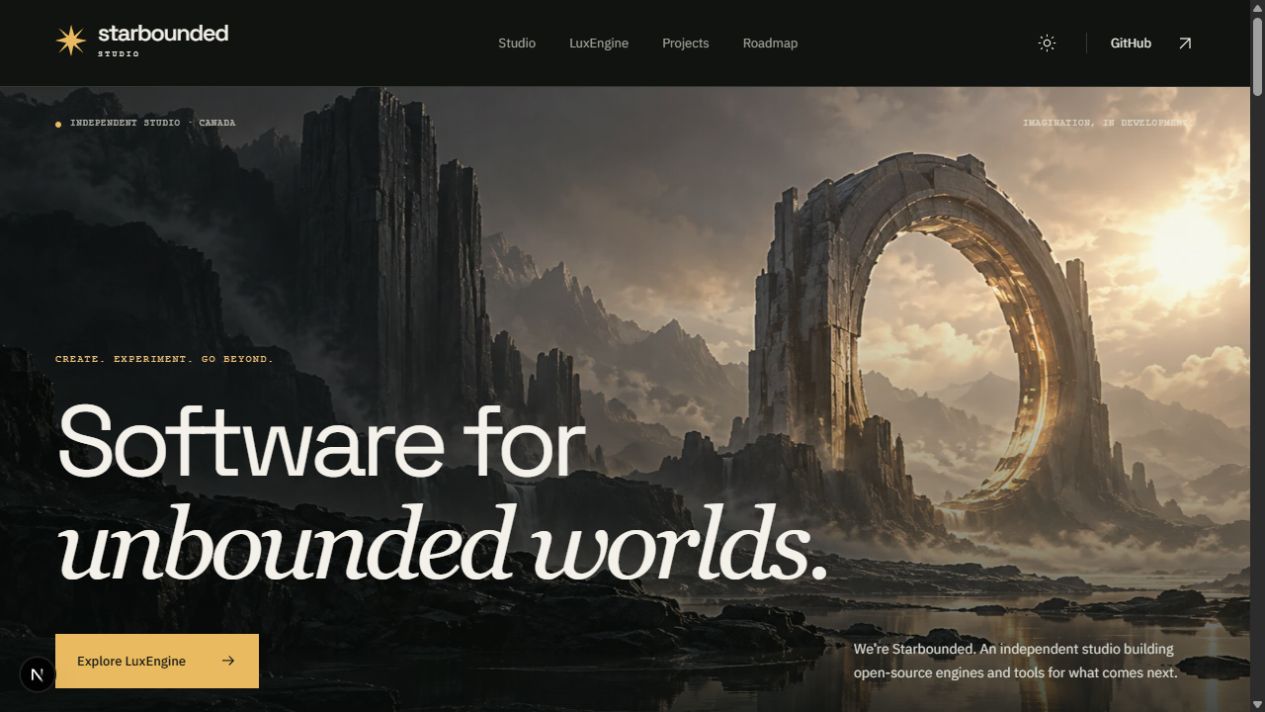 starbounded
STUDIO
Studio
LuxEngine
Projects
Roadmap
GitHub
INDEPENDENT STUDIO · CANADA
IMAGINATION, IN DEVELOPMENT.
CREATE. EXPERIMENT. GO BEYOND.
Software for
unbounded worlds.
Explore LuxEngine
We're Starbounded. An independent studio building
open-source engines and tools for what comes next.
N